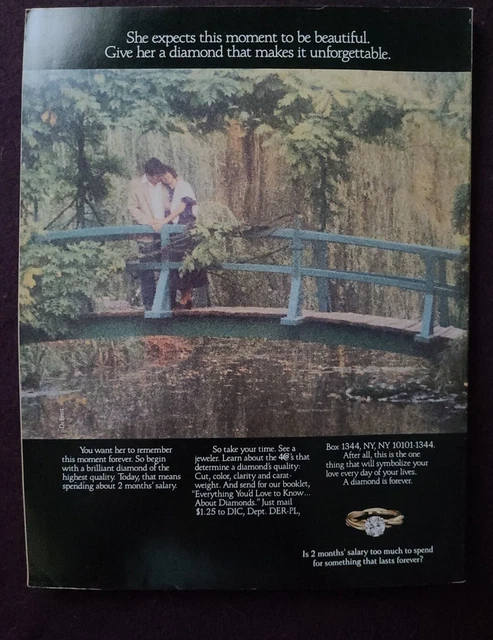 She expects this moment to be beautiful.
Give her a diamond that makes it unforgettable.
You want her to remember
this moment forever. So begin
with a brilliant diamond of the
highest quality. Today, that means
spending about 2 months' salary.
So take your time. See a
jeweler. Learn about the 4C's that
determine a diamond's quality:
Cut, color, clarity and carat-
weight. And send for our booklet,
"Everything You'd Love to Know...
About Diamonds." Just mail
$1.25 to DIC, Dept. DER-PL,
Box 1344, NY, NY 10101-1344.
After all, this is the one
thing that will symbolize your
love every day of your lives.
A diamond is forever.
Is 2 months' salary too much to spend
for something that lasts forever?